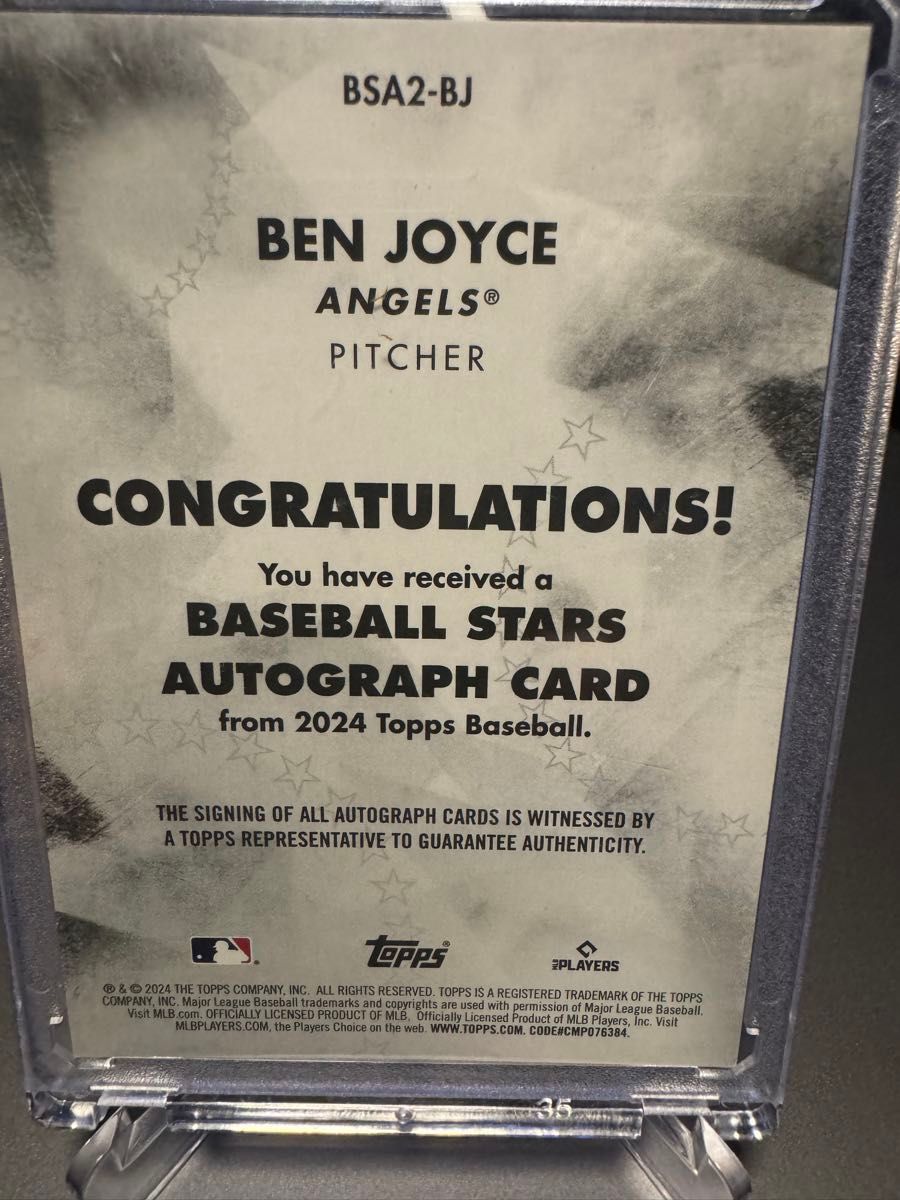 BSA2-BJ
BEN JOYCE
ANGELS®
PITCHER
CONGRATULATIONS!
You have received a
BASEBALL STARS
AUTOGRAPH CARD
from 2024 Topps Baseball.
THE SIGNING OF ALL AUTOGRAPH CARDS IS WITNESSED BY
A TOPPS REPRESENTATIVE TO GUARANTEE AUTHENTICITY.
topps® MLB PLAYERS
® & © 2024 THE TOPPS COMPANY, INC. ALL RIGHTS RESERVED. TOPPS IS A REGISTERED TRADEMARK OF THE TOPPS
COMPANY, INC. Major League Baseball trademarks and copyrights are used with permission of Major League Baseball.
Visit MLB.com. OFFICIALLY LICENSED PRODUCT OF MLB. Officially Licensed Product of MLB Players, Inc. Visit
MLBPLAYERS.COM, the Players Choice on the web. WWW.TOPPS.COM. CODE#CMP076384.
35